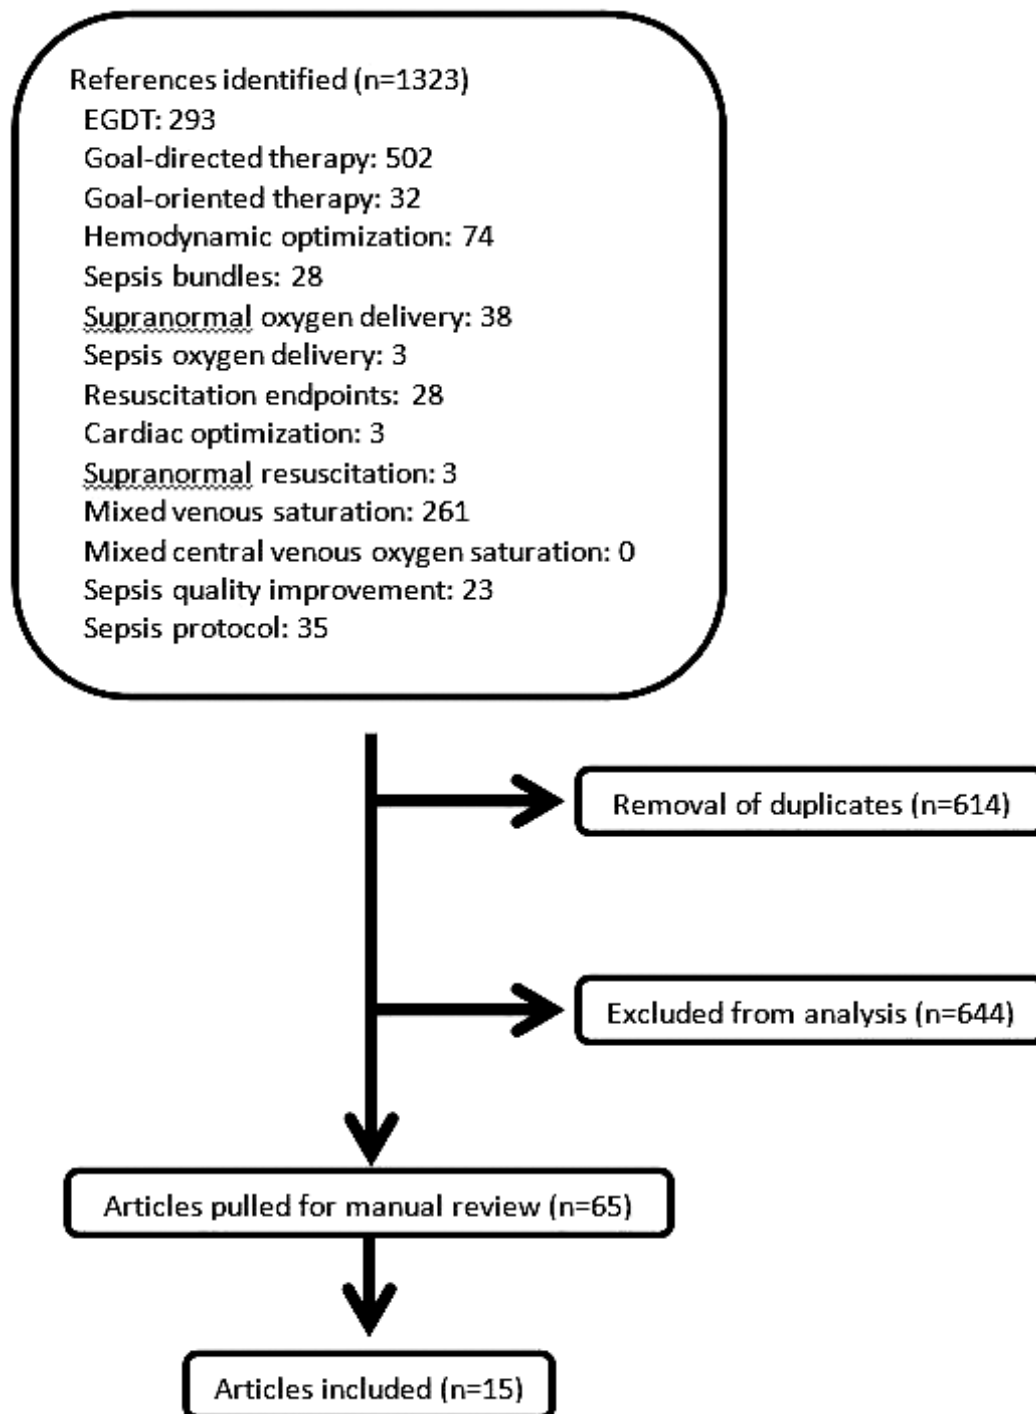 References identified (n=1323)
EGDT: 293
Goal-directed therapy: 502
Goal-oriented therapy: 32
Hemodynamic optimization: 74
Sepsis bundles: 28
Supranormal oxygen delivery: 38
Sepsis oxygen delivery: 3
Resuscitation endpoints: 28
Cardiac optimization: 3
Supranormal resuscitation: 3
Mixed venous saturation: 261
Mixed central venous oxygen saturation: 0
Sepsis quality improvement: 23
Sepsis protocol: 35
Removal of duplicates (n=614)
Excluded from analysis (n=644)
Articles pulled for manual review (n=65)
Articles included (n=15)